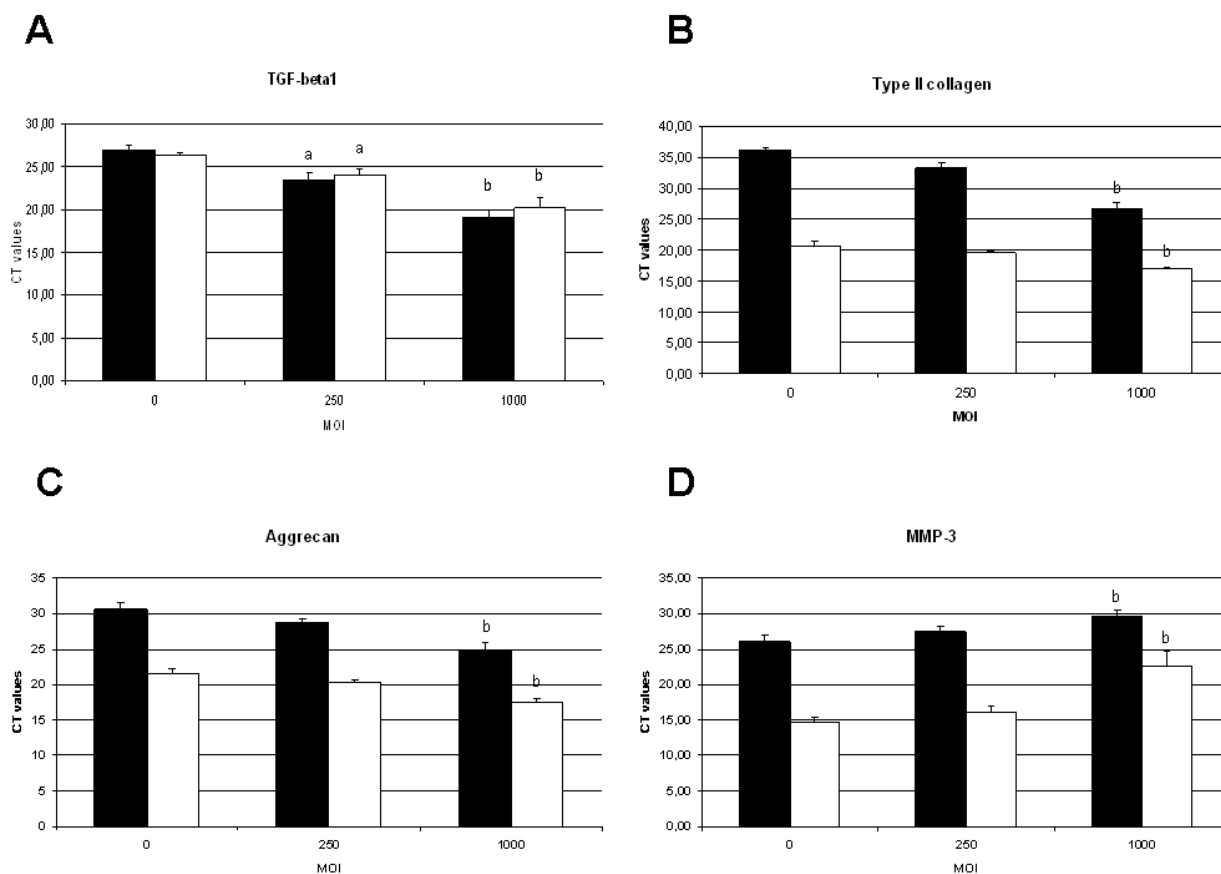 A
TGF-beta1
30,00
25,00
20,00
15,00
10,00
5,00
0,00
CT values
a
a
b
b
0
250
1000
MOI
B
Type II collagen
40,00
35,00
30,00
25,00
20,00
15,00
10,00
5,00
0,00
CT values
b
b
0
250
1000
MOI
C
Aggrecan
35
30
25
20
15
10
5
0
CT values
b
b
0
250
1000
MOI
D
MMP-3
35,00
30,00
25,00
20,00
15,00
10,00
5,00
0,00
CT values
b
b
0
250
1000
MOI